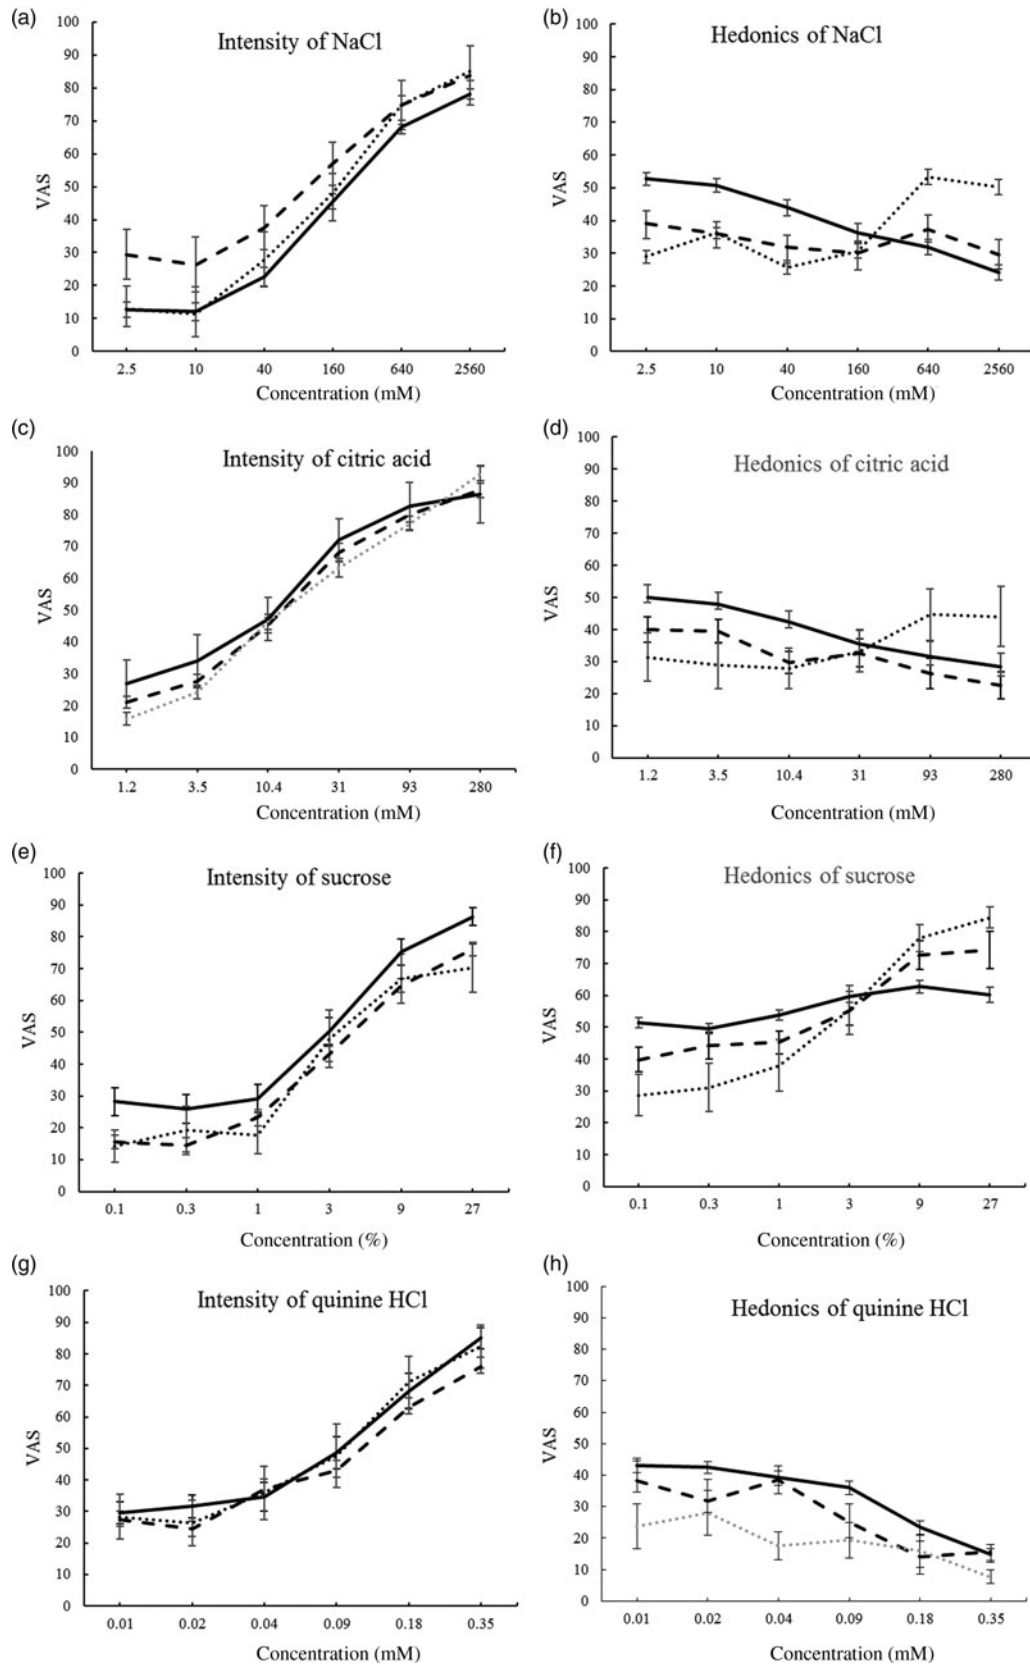 (a)
Intensity of NaCl
VAS
100
90
80
70
60
50
40
30
20
10
0
2.5 10 40 160 640 2560
Concentration (mM)
(b)
Hedonics of NaCl
VAS
100
90
80
70
60
50
40
30
20
10
0
2.5 10 40 160 640 2560
Concentration (mM)
(c)
Intensity of citric acid
VAS
100
90
80
70
60
50
40
30
20
10
0
1.2 3.5 10.4 31 93 280
Concentration (mM)
(d)
Hedonics of citric acid
VAS
100
90
80
70
60
50
40
30
20
10
0
1.2 3.5 10.4 31 93 280
Concentration (mM)
(e)
Intensity of sucrose
VAS
100
90
80
70
60
50
40
30
20
10
0
0.1 0.3 1 3 9 27
Concentration (%)
(f)
Hedonics of sucrose
VAS
100
90
80
70
60
50
40
30
20
10
0
0.1 0.3 1 3 9 27
Concentration (%)
(g)
Intensity of quinine HCl
VAS
100
90
80
70
60
50
40
30
20
10
0
0.01 0.02 0.04 0.09 0.18 0.35
Concentration (mM)
(h)
Hedonics of quinine HCl
VAS
100
90
80
70
60
50
40
30
20
10
0
0.01 0.02 0.04 0.09 0.18 0.35
Concentration (mM)